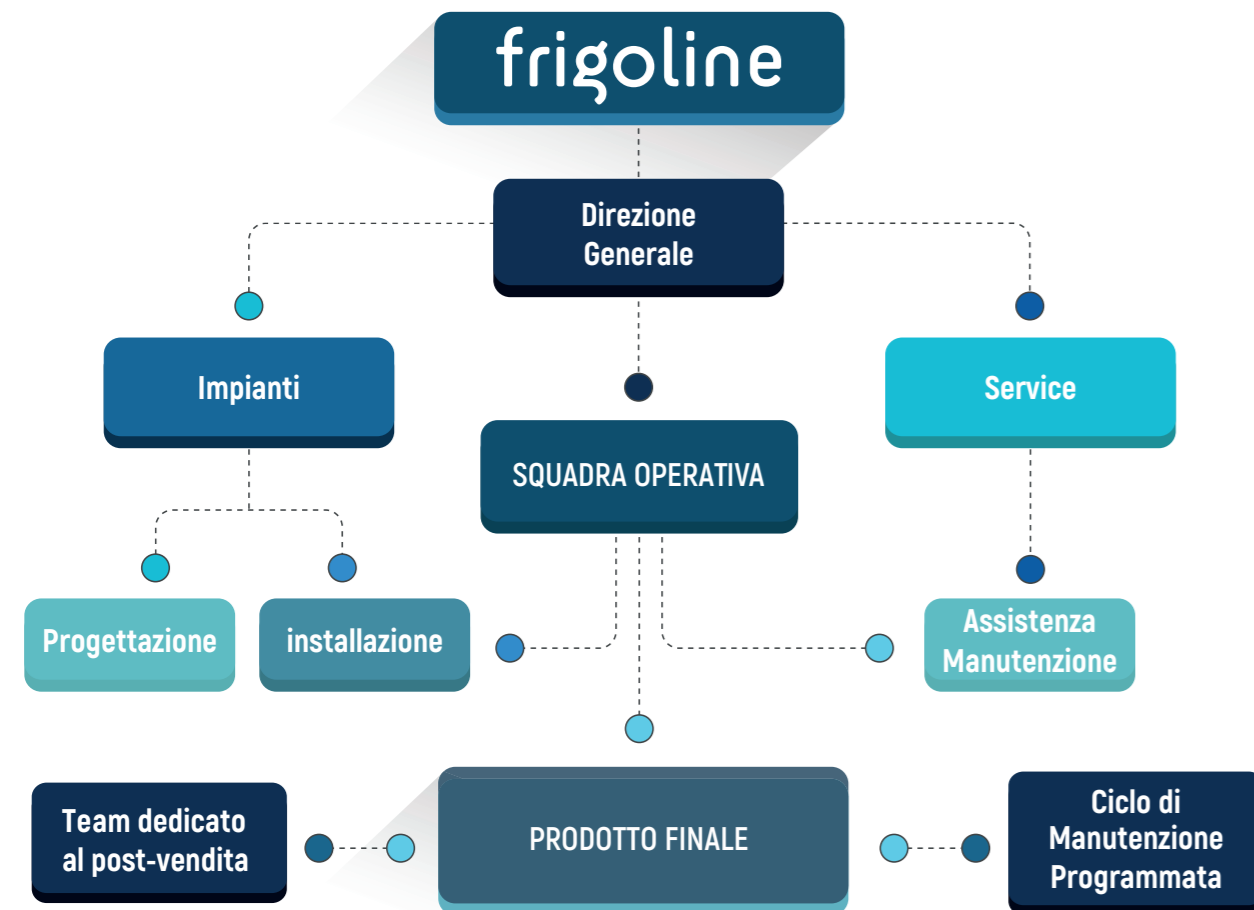 frigoline
Direzione
Generale
Impianti
Service
SQUADRA OPERATIVA
Progettazione
installazione
Assistenza
Manutenzione
Team dedicato
al post-vendita
PRODOTTO FINALE
Ciclo di
Manutenzione
Programmata